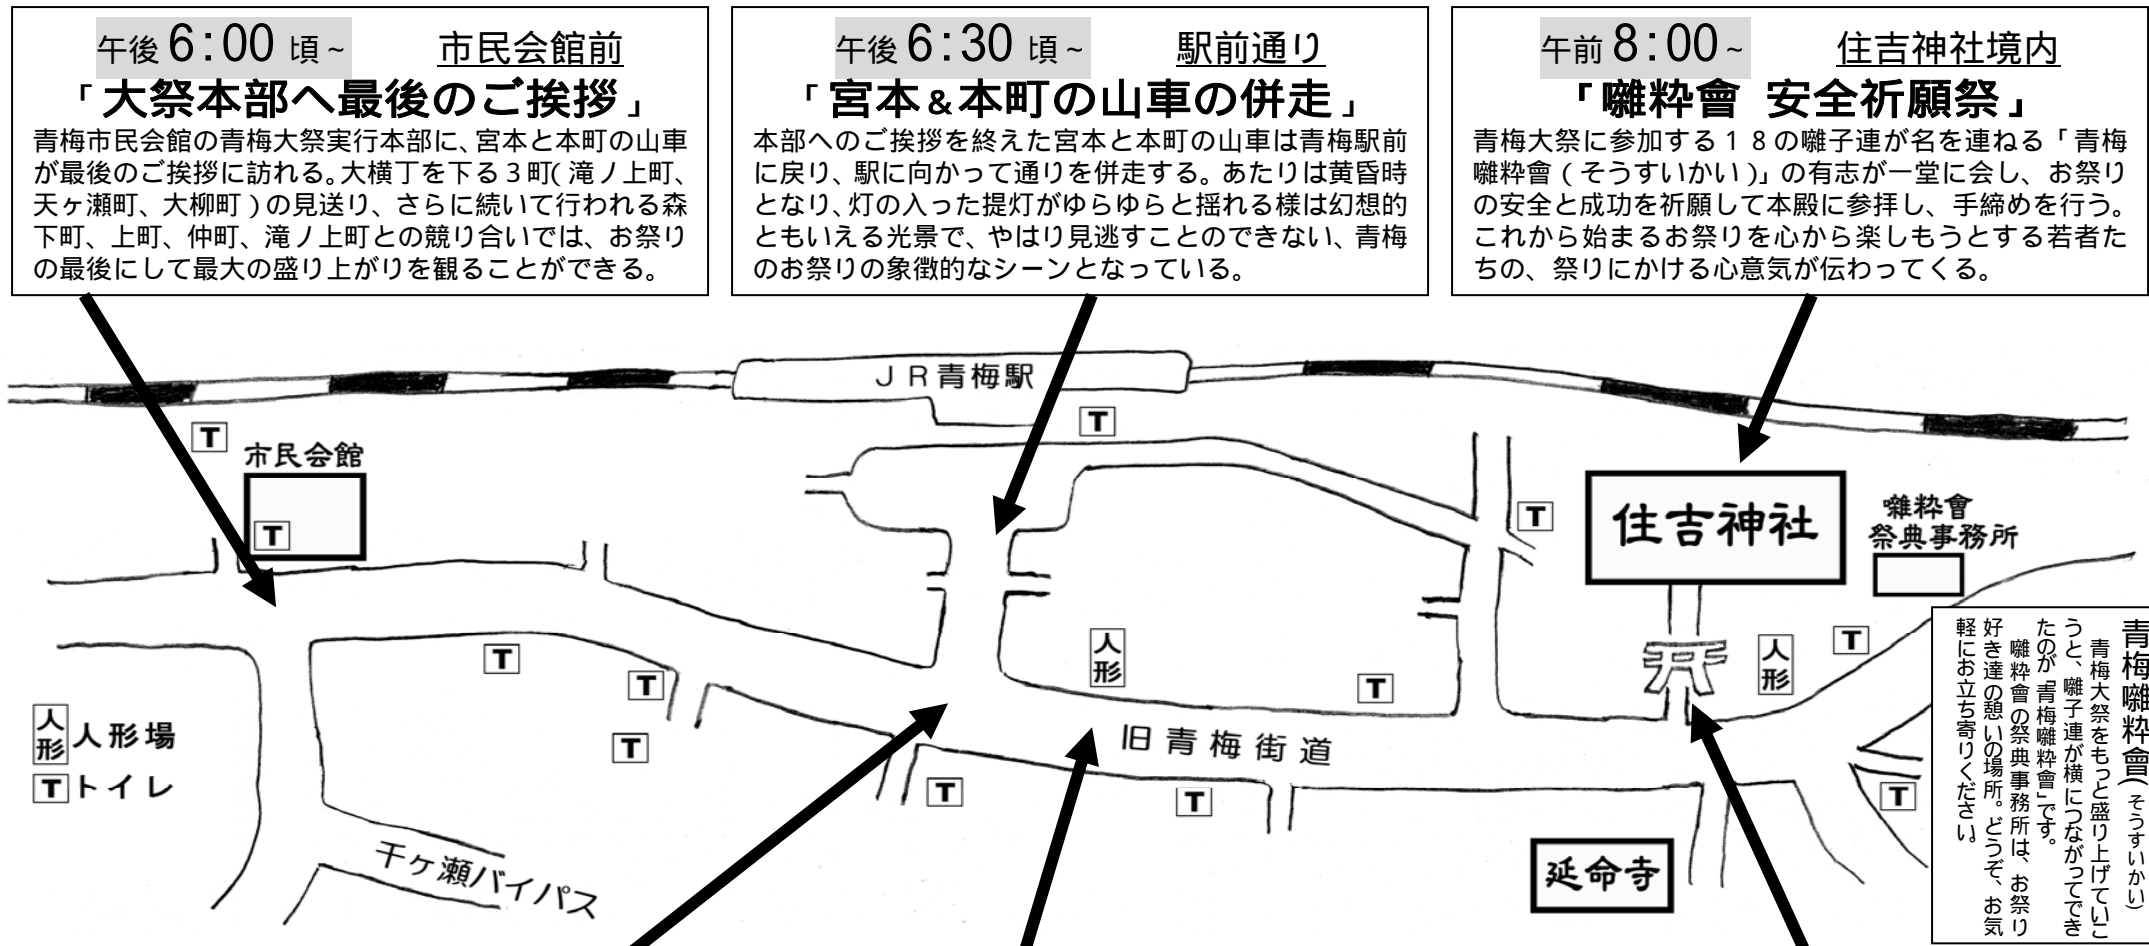 午後6:00頃~ 市民会館前
「大祭本部へ最後のご挨拶」
青梅市民会館の青梅大祭実行本部に、宮本と本町の山車
が最後のご挨拶に訪れる。大横丁を下る3町(滝ノ上町、
天ヶ瀬町、大柳町)の見送り、さらに続いて行われる森
下町、上町、仲町、滝ノ上町との競り合いでは、お祭り
の最後にして最大の盛り上がりを観ることができる。
午後6:30頃~ 駅前通り
「宮本&本町の山車の併走」
本部へのご挨拶を終えた宮本と本町の山車は青梅駅前
に戻り、駅に向かって通りを併走する。あたりは黄昏時
となり、灯の入った提灯がゆらゆらと揺れる様は幻想的
ともいえる光景で、やはり見逃すことのできない、青梅
のお祭りの象徴的なシーンとなっている。
午前8:00~ 住吉神社境内
「囃粋會 安全祈願祭」
青梅大祭に参加する18の囃子連が名を連ねる「青梅
囃粋會(そうすいかい)」の有志が一堂に会し、お祭り
の安全と成功を祈願して本殿に参拝し、手締めを行う。
これから始まるお祭りを心から楽しもうとする若者た
ちの、祭りにかける心意気が伝わってくる。
JR青梅駅
T
T
市民会館
T
T
住吉神社
囃粋會
祭典事務所
人形
人形
T
T
T
T
T
旧青梅街道
T
T
T
人形 人形場
T トイレ
千ヶ瀬バイパス
延命寺
青梅囃粋會(そうすいかい)
青梅大祭をもっと盛り上げていこ
うと、囃子連が横につながってでき
たのが「青梅囃粋會」です。
囃粋會の祭典事務所は、お祭り
好き達の憩いの場所。どうぞ、お気
軽にお立ち寄りください。